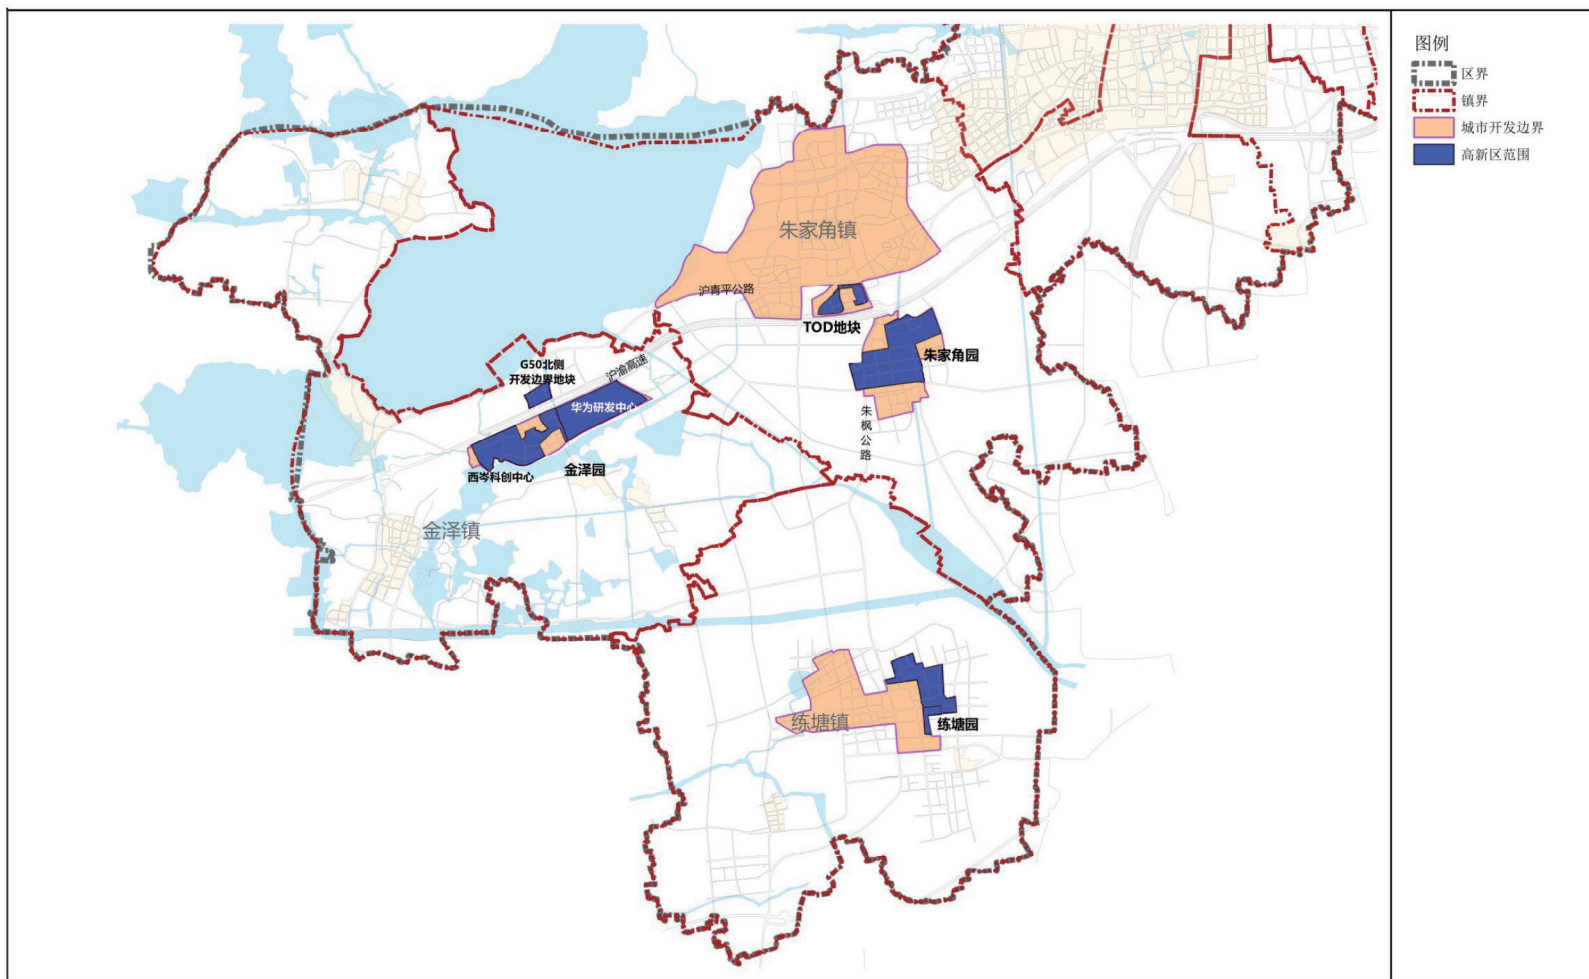 图例
区界
镇界
城市开发边界
高新区范围
朱家角镇
沪青平公路
TOD地块
朱家角园
G50北侧
开发边界地块
沪渝高速
华为研发中心
朱枫公路
西岑科创中心
金泽园
金泽镇
练塘镇
练塘园